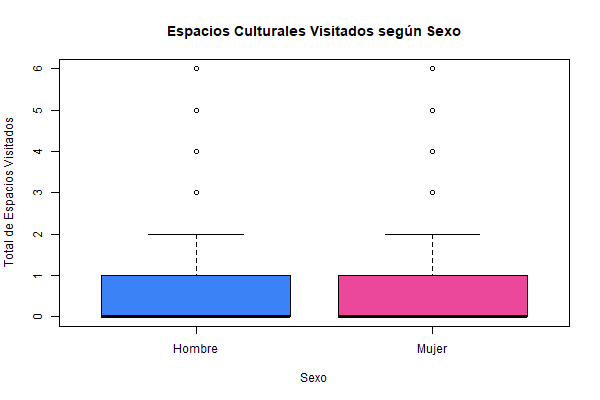 Espacios Culturales Visitados según Sexo
Total de Espacios Visitados
6
5
4
3
2
1
0
Hombre
Mujer
Sexo